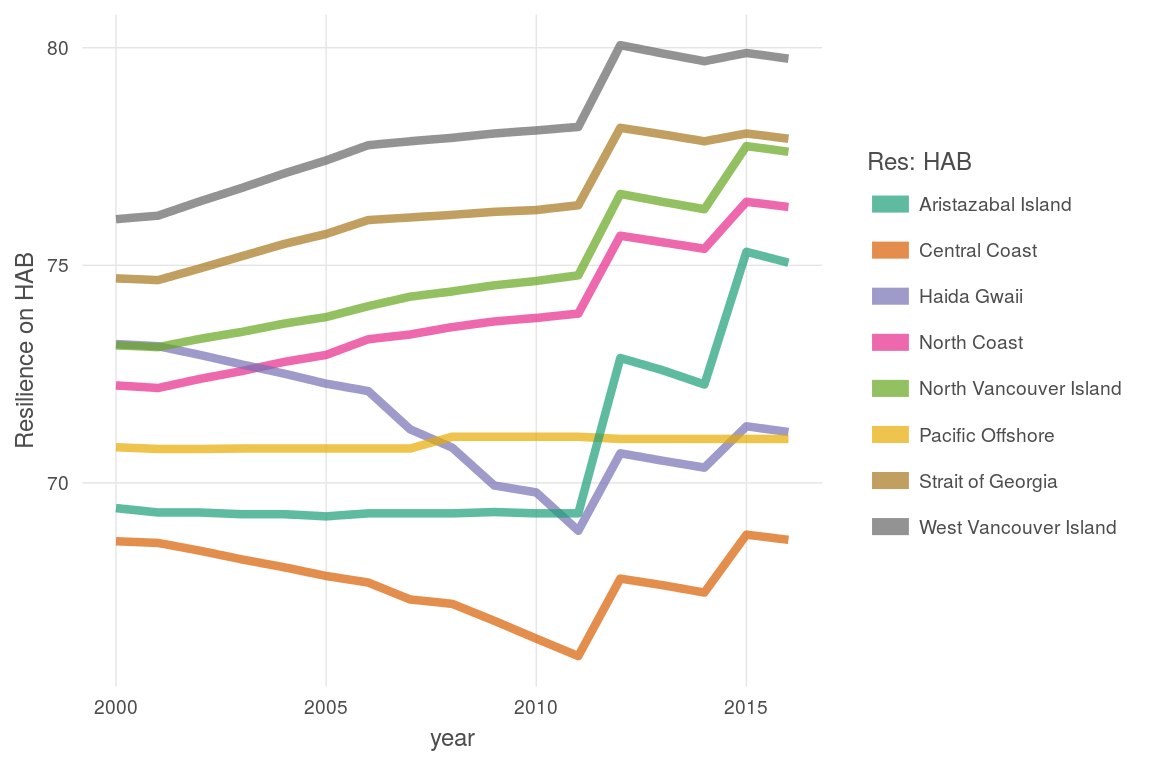 80
75
70
Resilience on HAB
2000 2005 2010 2015
year
Res: HAB
Aristazabal Island
Central Coast
Haida Gwaii
North Coast
North Vancouver Island
Pacific Offshore
Strait of Georgia
West Vancouver Island